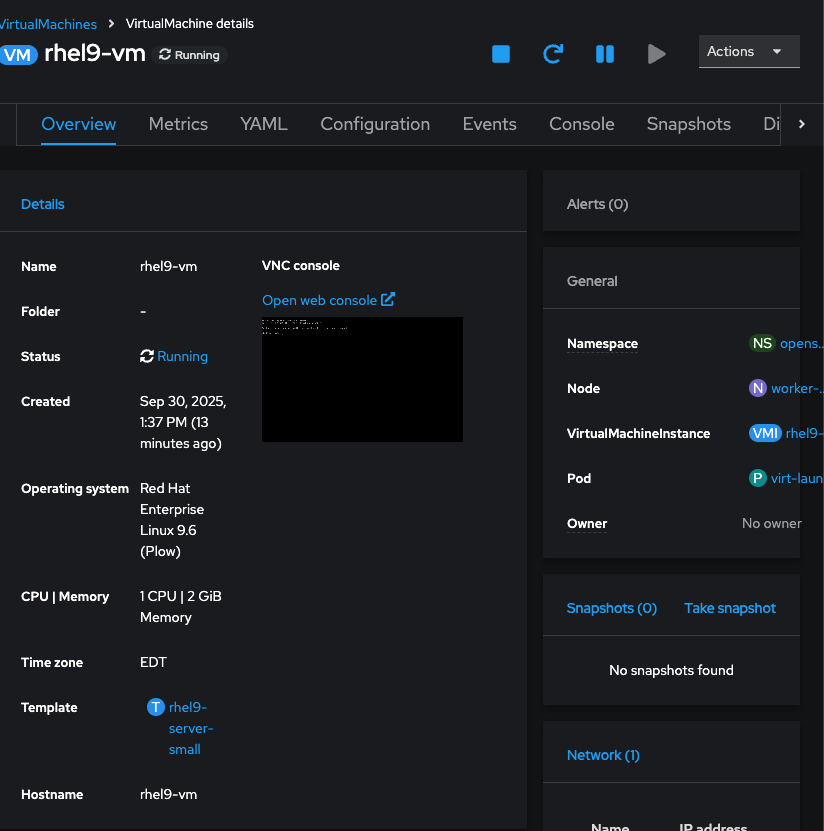 VirtualMachines > VirtualMachine details
VM rhel9-vm Running
Actions
Overview Metrics YAML Configuration Events Console Snapshots Di
Details
Name rhel9-vm
Folder -
Status Running
Created Sep 30, 2025,
1:37 PM (13
minutes ago)
Operating system Red Hat
Enterprise
Linux 9.6
(Plow)
CPU | Memory 1 CPU | 2 GiB
Memory
Time zone EDT
Template T rhel9-
server-
small
Hostname rhel9-vm
VNC console
Open web console
Alerts (0)
General
Namespace NS opens...
Node N worker-...
VirtualMachineInstance VMI rhel9-
Pod P virt-laun
Owner No owner
Snapshots (0) Take snapshot
No snapshots found
Network (1)
Name IP address